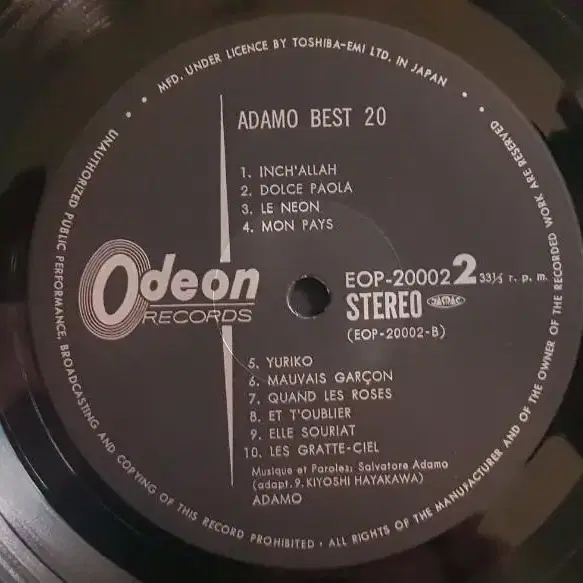 • • MFD. UNDER LICENCE BY TOSHIBA-EMI LTD. IN JAPAN • •
ADAMO BEST 20
1. INCH'ALLAH
2. DOLCE PAOLA
3. LE NEON
4. MON PAYS
Odeon
RECORDS
EOP-20002 2 33⅓ r. p. m.
STEREO JASRAC
(EOP-20002-B)
5. YURIKO
6. MAUVAIS GARÇON
7. QUAND LES ROSES
8. ET T'OUBLIER
9. ELLE SOURIAT
10. LES GRATTE-CIEL
Musique et Paroles: Salvatore Adamo
(adapt. 9. KIYOSHI HAYAKAWA)
ADAMO
UNAUTHORIZED PUBLIC PERFORMANCE, BROADCASTING AND COPYING OF THIS RECORD PROHIBITED • ALL RIGHTS OF THE MANUFACTURER AND OF THE OWNER OF THE RECORDED WORK ARE RESERVED